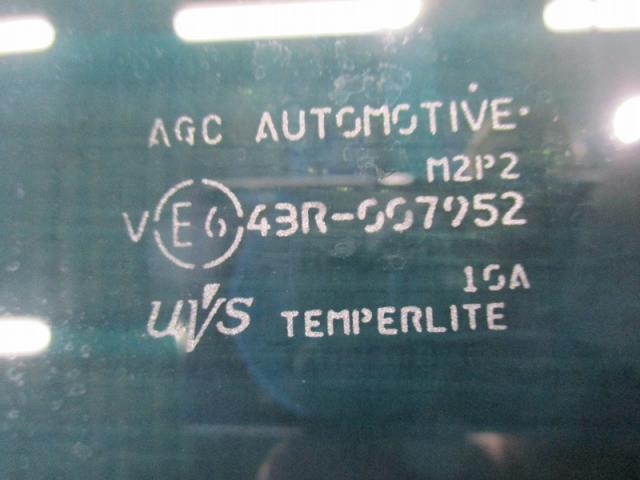 AGC AUTOMOTIVE
M2P2
V E6 43R-007952
10A
UVS TEMPERLITE